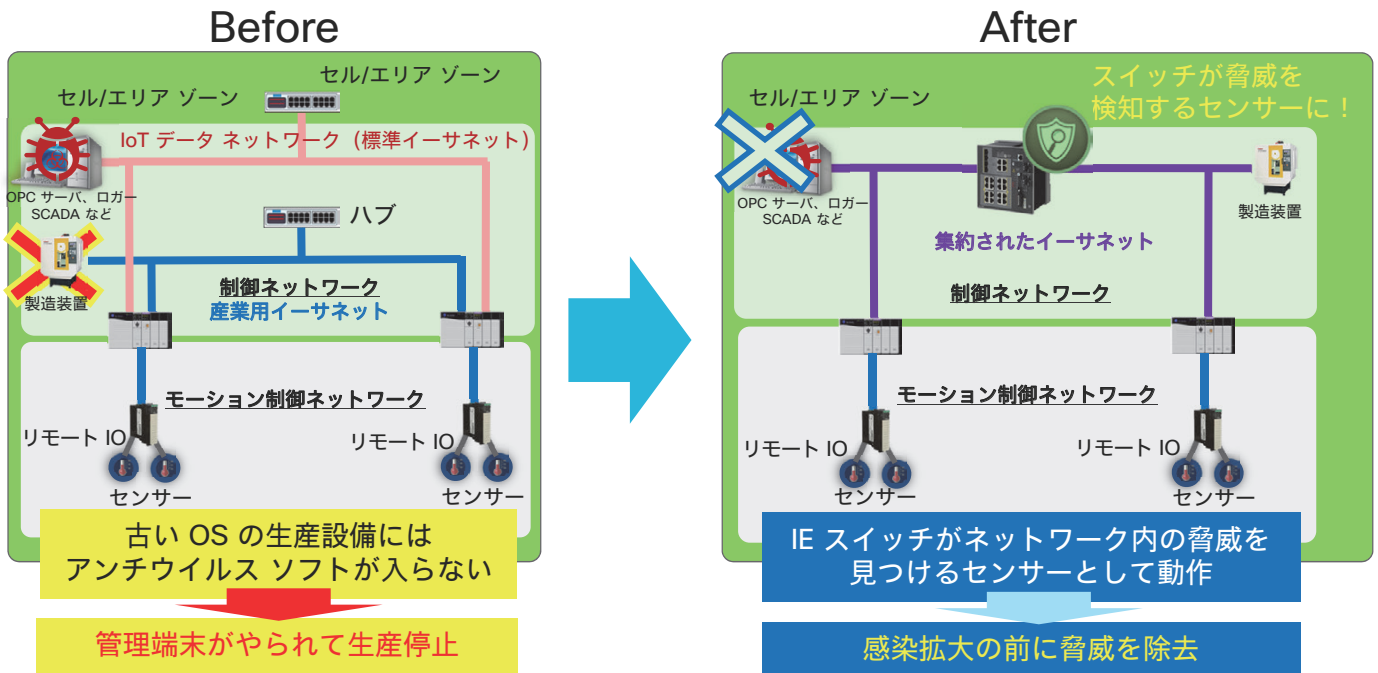 Before
セル/エリア ゾーン
セル/エリア ゾーン
IoT データ ネットワーク（標準イーサネット）
OPC サーバ、ロガー
SCADA など
ハブ
製造装置
制御ネットワーク
産業用イーサネット
モーション制御ネットワーク
リモート IO
リモート IO
センサー
センサー
古い OS の生産設備には
アンチウイルス ソフトが入らない
管理端末がやられて生産停止
After
セル/エリア ゾーン
スイッチが脅威を
検知するセンサーに！
OPC サーバ、ロガー
SCADA など
製造装置
集約されたイーサネット
制御ネットワーク
モーション制御ネットワーク
リモート IO
リモート IO
センサー
センサー
IE スイッチがネットワーク内の脅威を
見つけるセンサーとして動作
感染拡大の前に脅威を除去